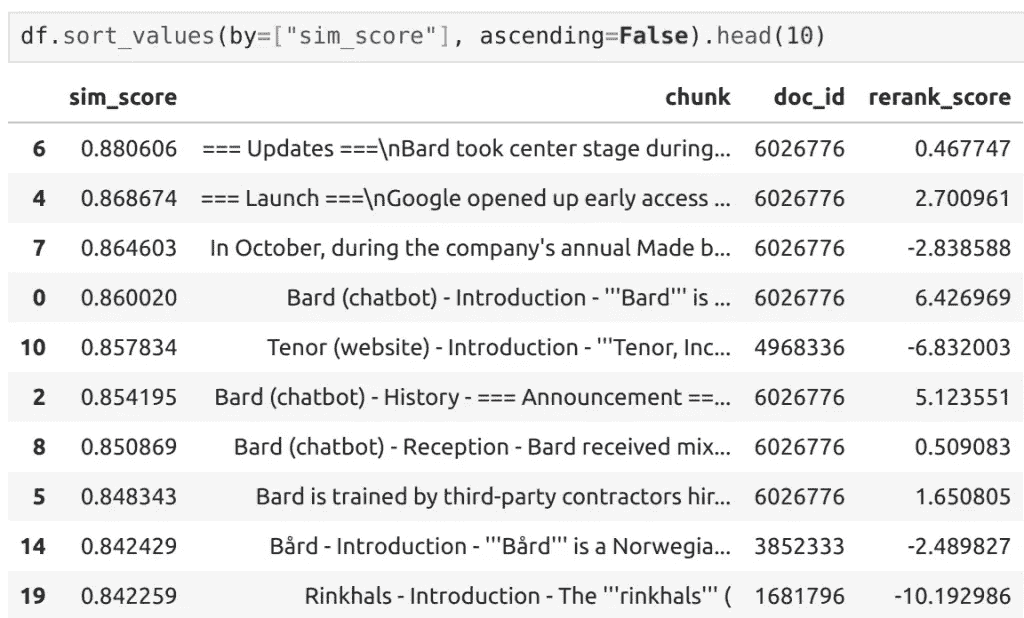 df.sort_values(by=["sim_score"], ascending=False).head(10)
sim_score chunk doc_id rerank_score
6 0.880606 === Updates ===\nBard took center stage during... 6026776 0.467747
4 0.868674 === Launch ===\nGoogle opened up early access ... 6026776 2.700961
7 0.864603 In October, during the company's annual Made b... 6026776 -2.838588
0 0.860020 Bard (chatbot) - Introduction - '''Bard''' is ... 6026776 6.426969
10 0.857834 Tenor (website) - Introduction - '''Tenor, Inc... 4968336 -6.832003
2 0.854195 Bard (chatbot) - History - === Announcement ==... 6026776 5.123551
8 0.850869 Bard (chatbot) - Reception - Bard received mix... 6026776 0.509083
5 0.848343 Bard is trained by third-party contractors hir... 6026776 1.650805
14 0.842429 Bård - Introduction - '''Bård''' is a Norwegia... 3852333 -2.489827
19 0.842259 Rinkhals - Introduction - The '''rinkhals''' ( 1681796 -10.192986